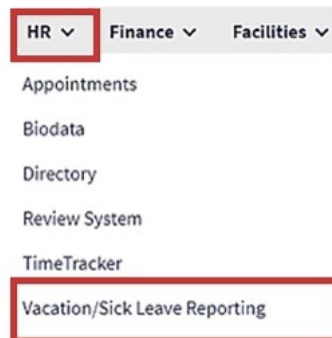 HR Finance Facilities
Appointments
Biodata
Directory
Review System
TimeTracker
Vacation/Sick Leave Reporting